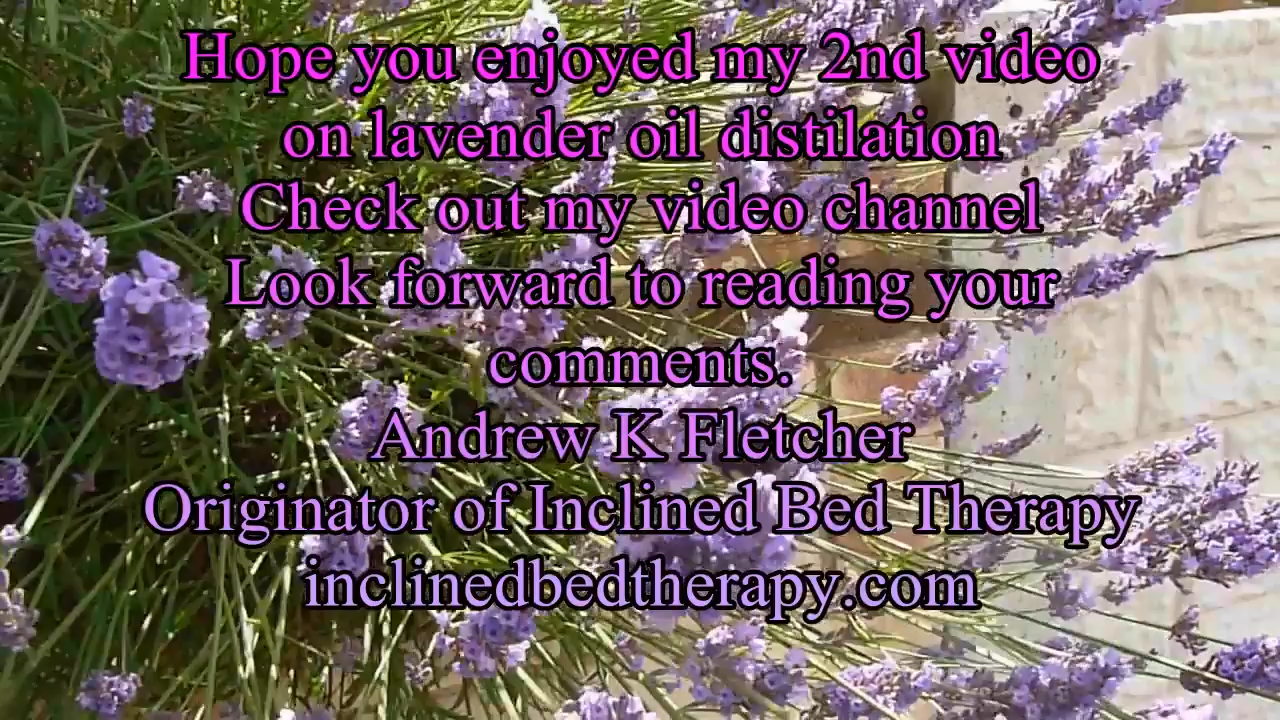 Hope you enjoyed my 2nd video
on lavender oil distilation
Check out my video channel
Look forward to reading your
comments.
Andrew K Fletcher
Originator of Inclined Bed Therapy
inclinedbedtherapy.com